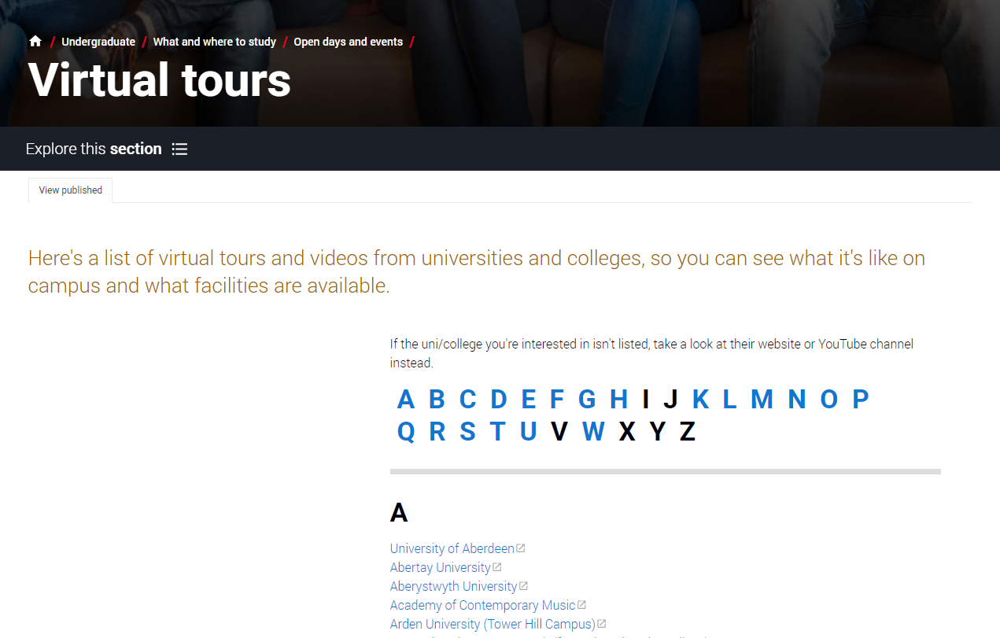 / Undergraduate / What and where to study / Open days and events /
Virtual tours
Explore this section
View published
Here's a list of virtual tours and videos from universities and colleges, so you can see what it's like on
campus and what facilities are available.
If the uni/college you're interested in isn't listed, take a look at their website or YouTube channel
instead.
A B C D E F G H I J K L M N O P
Q R S T U V W X Y Z
A
University of Aberdeen
Abertay University
Aberystwyth University
Academy of Contemporary Music
Arden University (Tower Hill Campus)